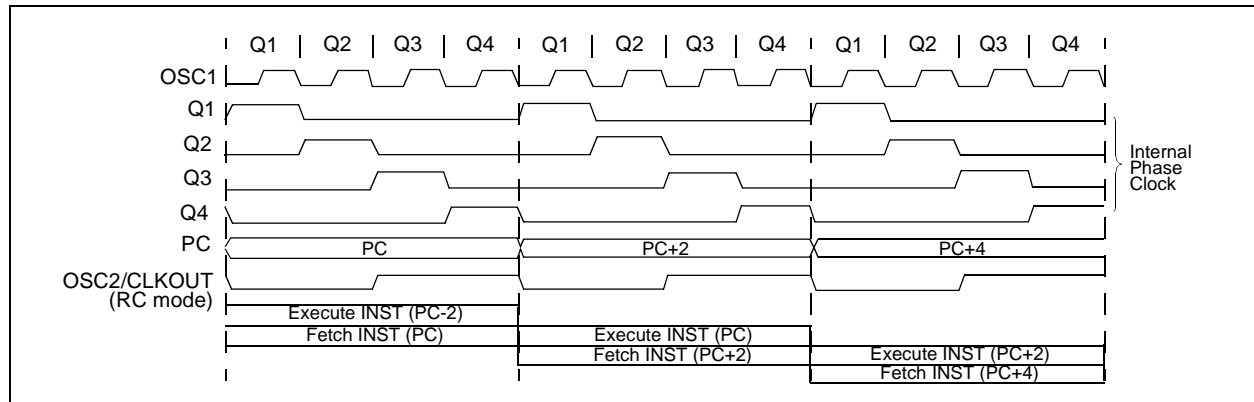 Q1 Q2 Q3 Q4 Q1 Q2 Q3 Q4 Q1 Q2 Q3 Q4
OSC1
Q1
Q2
Q3
Q4
Internal
Phase
Clock
PC PC PC+2 PC+4
OSC2/CLKOUT
(RC mode)
Execute INST (PC-2)
Fetch INST (PC) Execute INST (PC)
Fetch INST (PC+2) Execute INST (PC+2)
Fetch INST (PC+4)